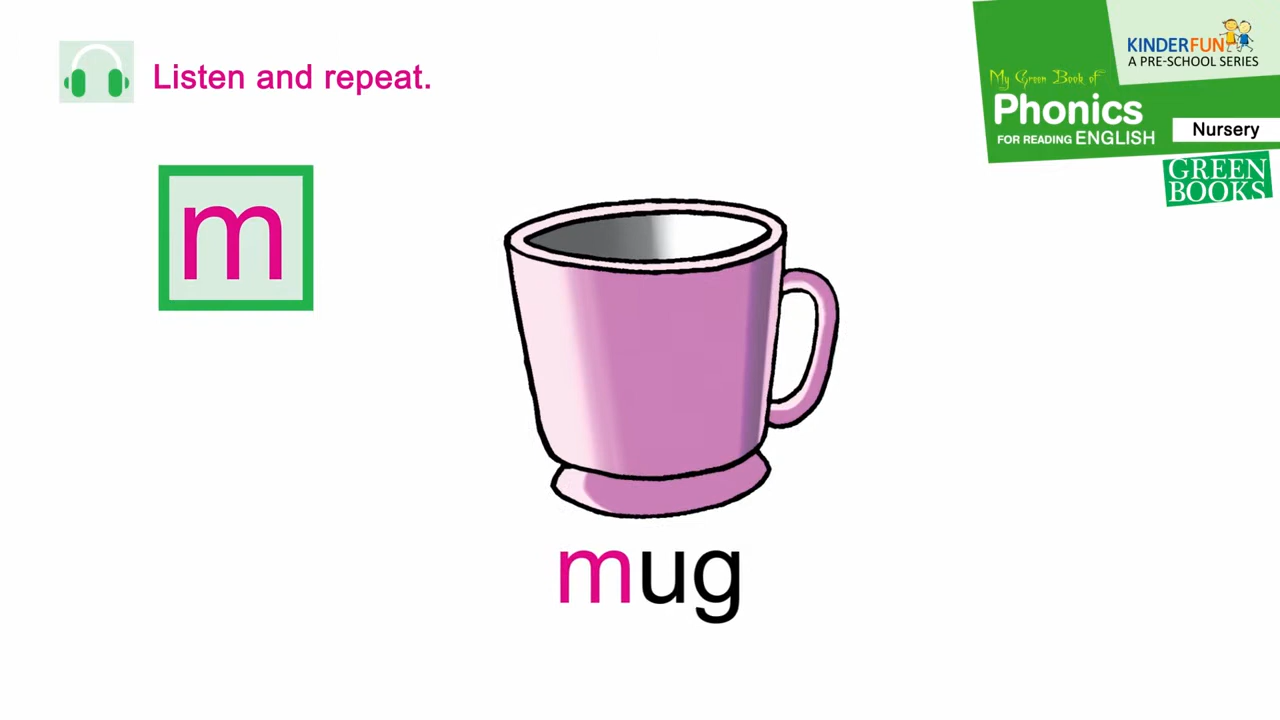 Listen and repeat.
KINDERFUN
A PRE-SCHOOL SERIES
My Green Book of
Phonics
FOR READING ENGLISH
Nursery
GREEN
BOOKS
m
mug